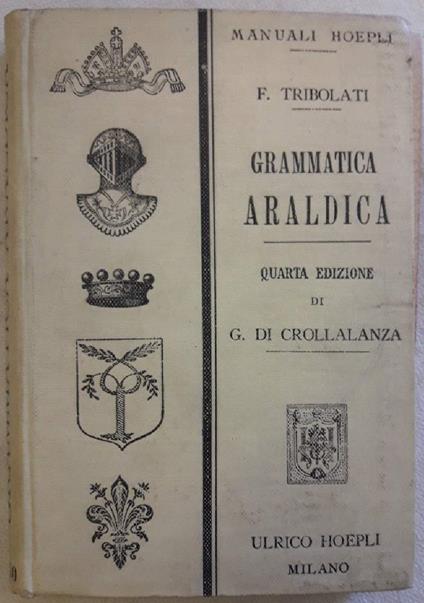 MANUALI HOEPLI
F. TRIBOLATI
GRAMMATICA
ARALDICA
QUARTA EDIZIONE
DI
G. DI CROLLALANZA
ULRICO HOEPLI
MILANO